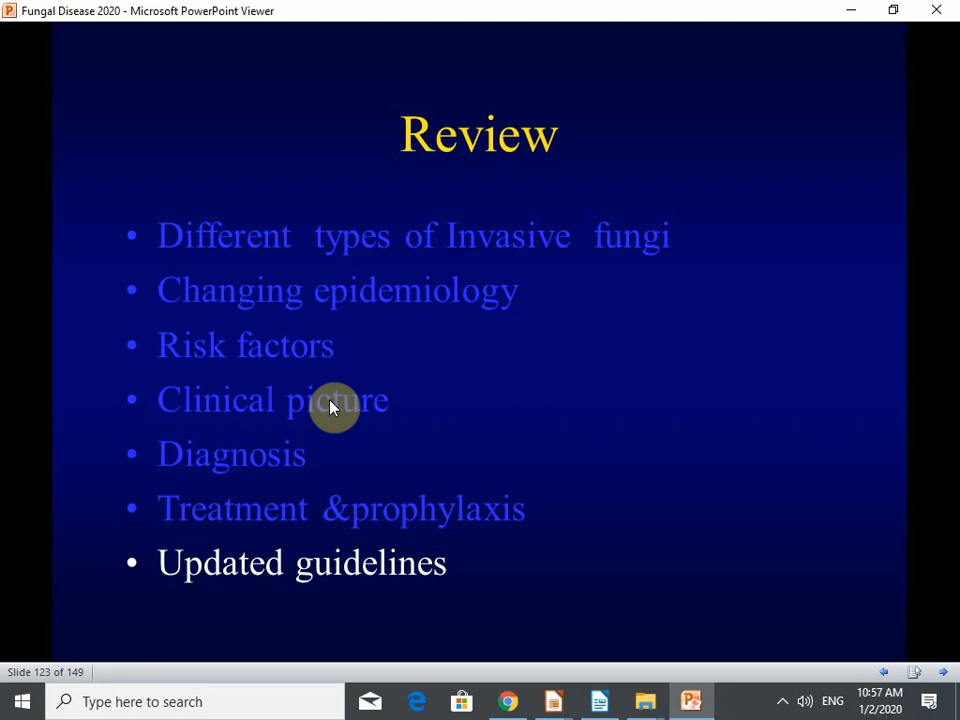 Fungal Disease 2020 - Microsoft PowerPoint Viewer
Review
• Different types of Invasive fungi
• Changing epidemiology
• Risk factors
• Clinical picture
• Diagnosis
• Treatment &prophylaxis
• Updated guidelines
Slide 123 of 149
Type here to search
ENG
10:57 AM
1/2/2020